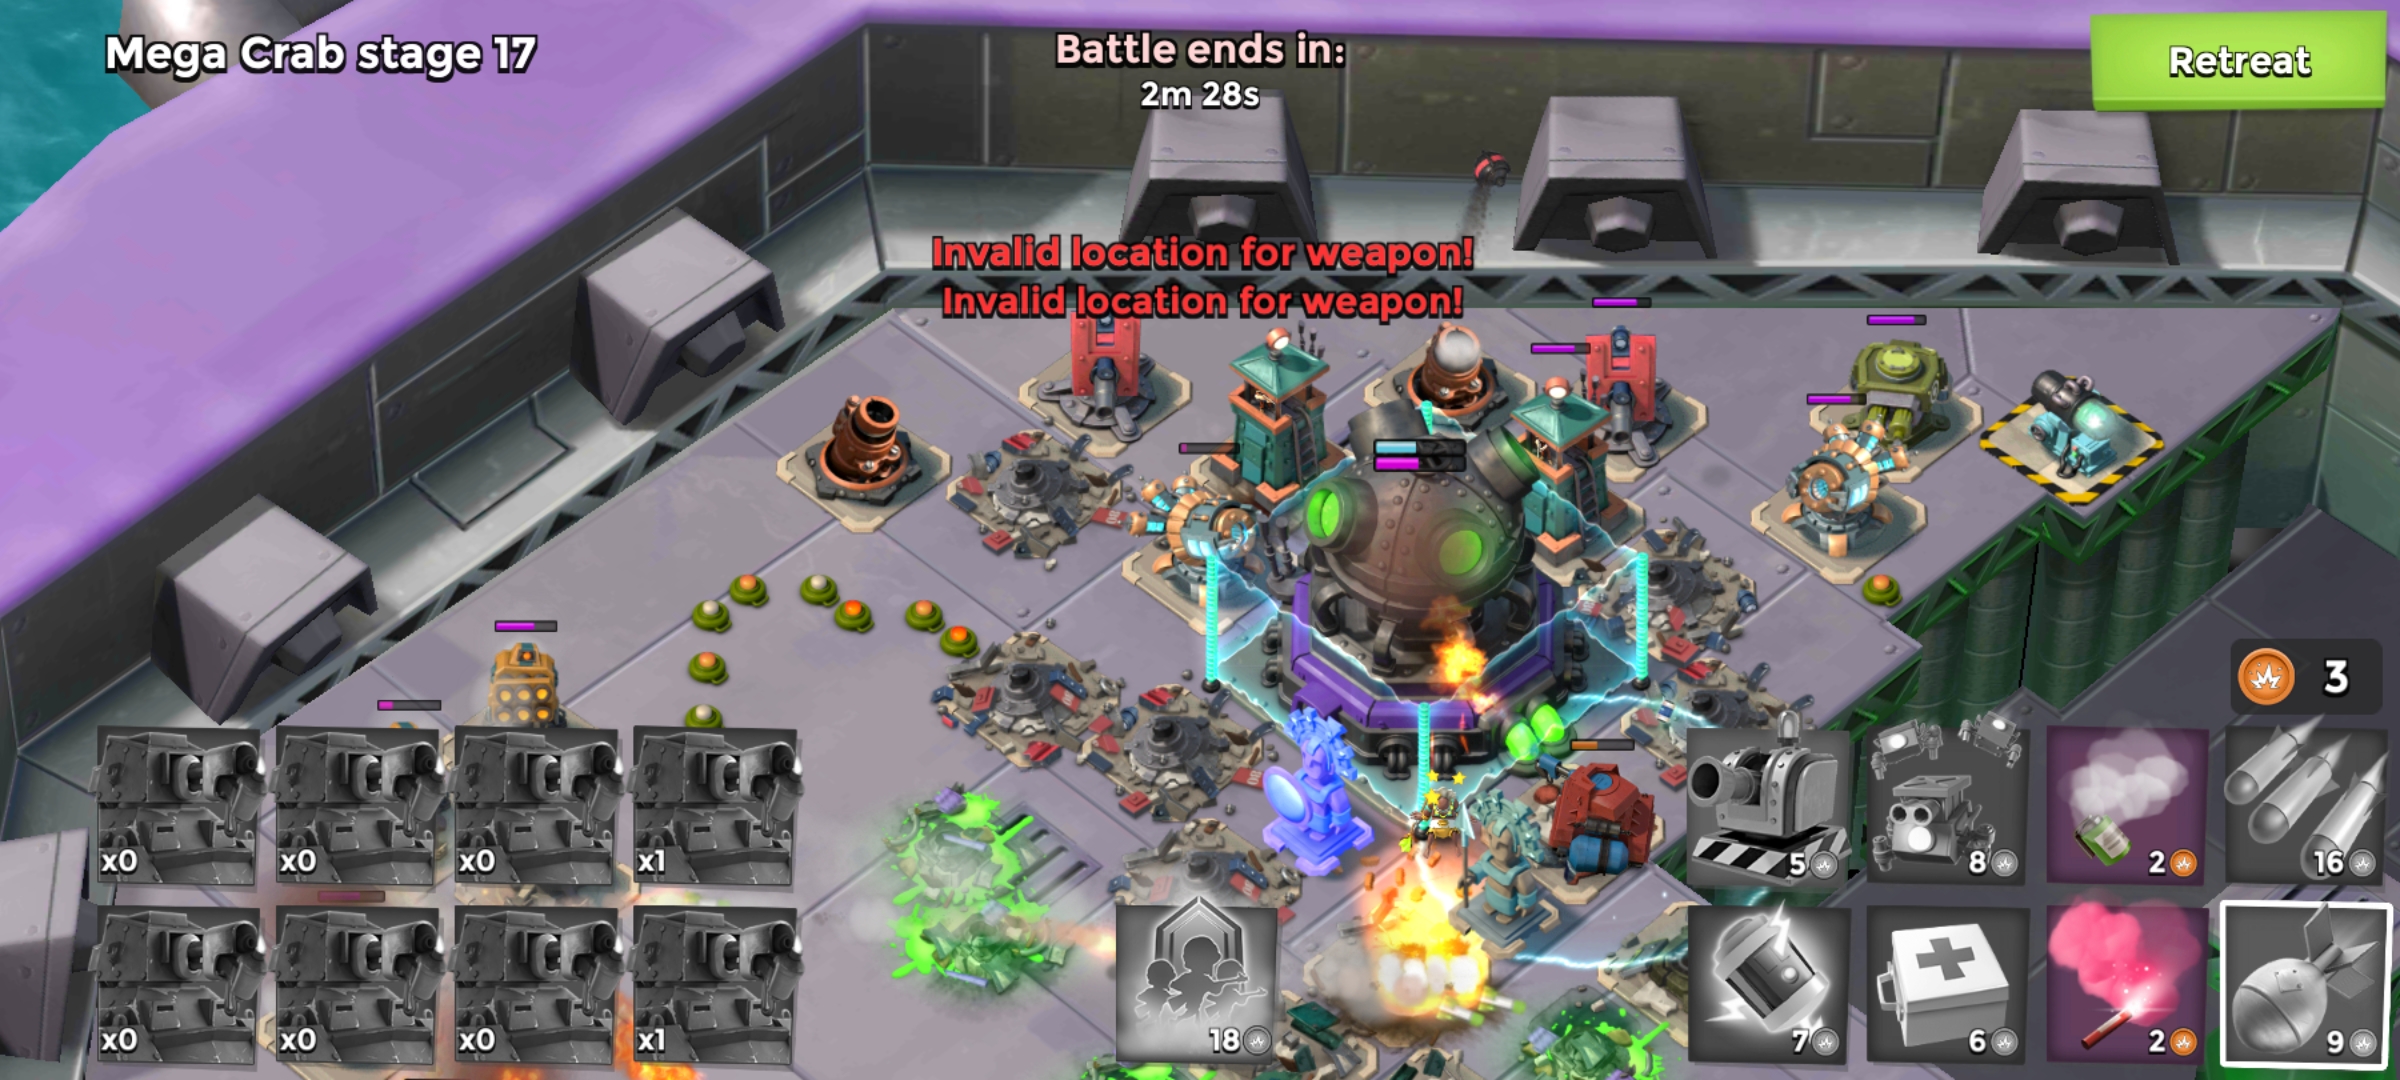 Mega Crab stage 17
Battle ends in:
2m 28s
Retreat
Invalid location for weapon!
Invalid location for weapon!
3
x0
x0
x0
x1
5
8
2
16
x0
x0
x0
x1
18
7
6
2
9